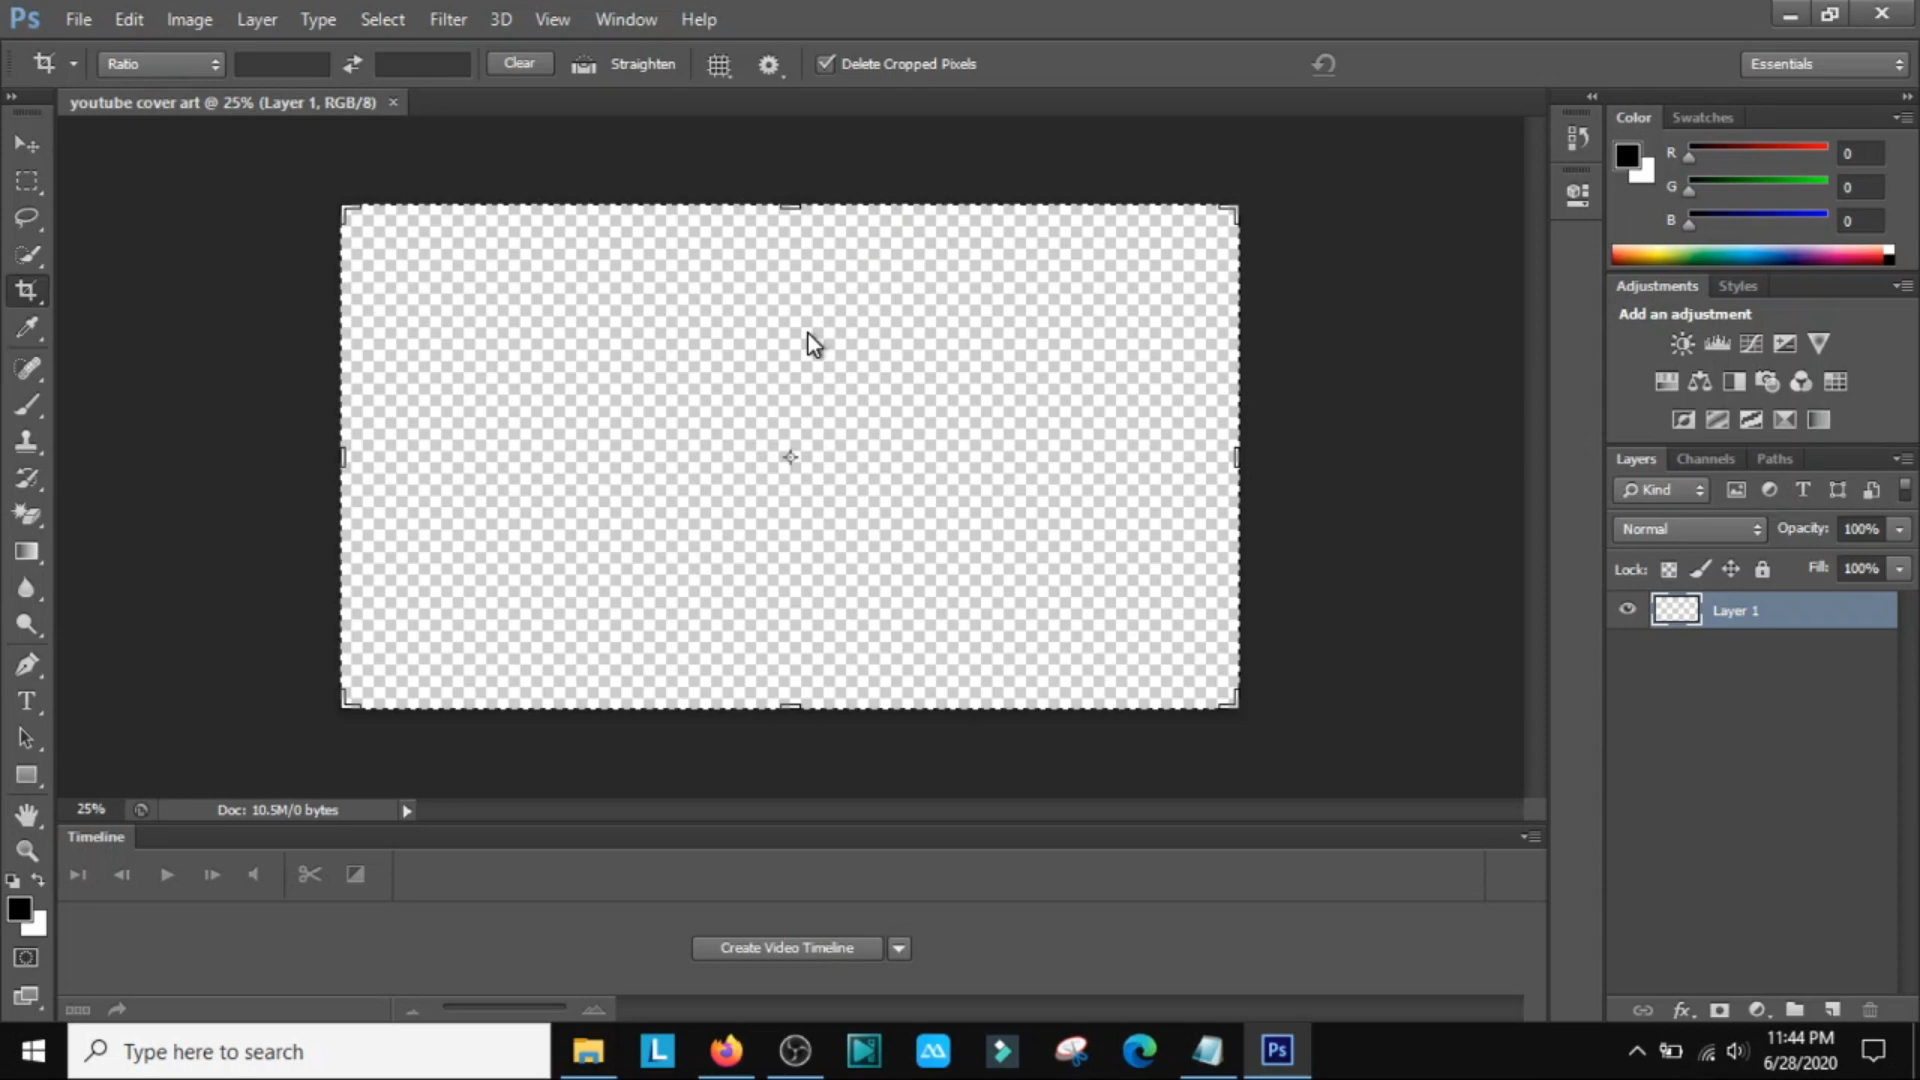 Ps File Edit Image Layer Type Select Filter 3D View Window Help
Ratio Clear Straighten Delete Cropped Pixels Essentials
youtube cover art @ 25% (Layer 1, RGB/8) ×
Color Swatches
R 0
G 0
B 0
Adjustments Styles
Add an adjustment
Layers Channels Paths
Kind
Normal Opacity: 100%
Lock: Fill: 100%
Layer 1
25% Doc: 10.5M/0 bytes
Timeline
Create Video Timeline
fx
Type here to search
L
Ps
11:44 PM
6/28/2020